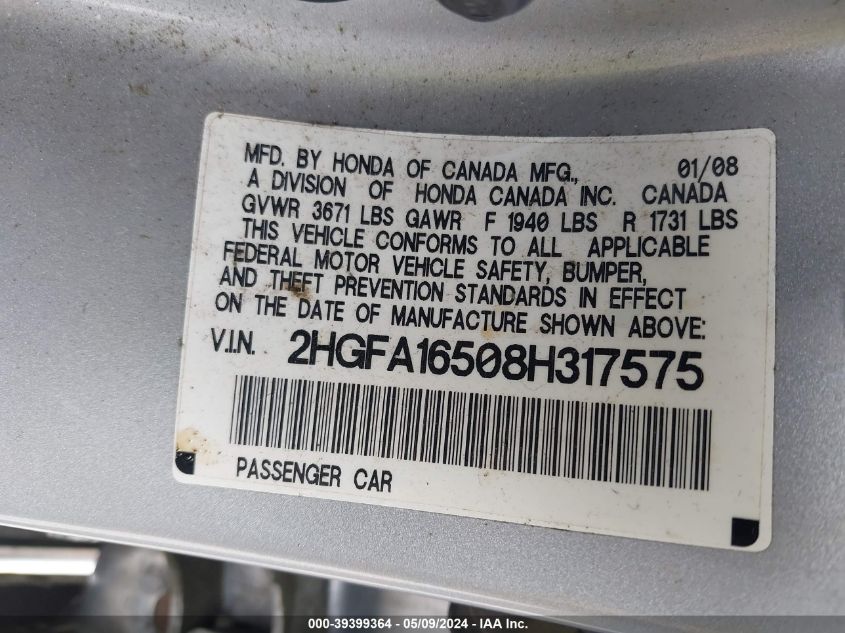 MFD. BY HONDA OF CANADA MFG., 01/08
A DIVISION OF HONDA CANADA INC. CANADA
GVWR 3671 LBS GAWR F 1940 LBS R 1731 LBS
THIS VEHICLE CONFORMS TO ALL APPLICABLE
FEDERAL MOTOR VEHICLE SAFETY, BUMPER,
AND THEFT PREVENTION STANDARDS IN EFFECT
ON THE DATE OF MANUFACTURE SHOWN ABOVE:
V.I.N. 2HGFA16508H317575
PASSENGER CAR
000-39399364 - 05/09/2024 - IAA Inc.